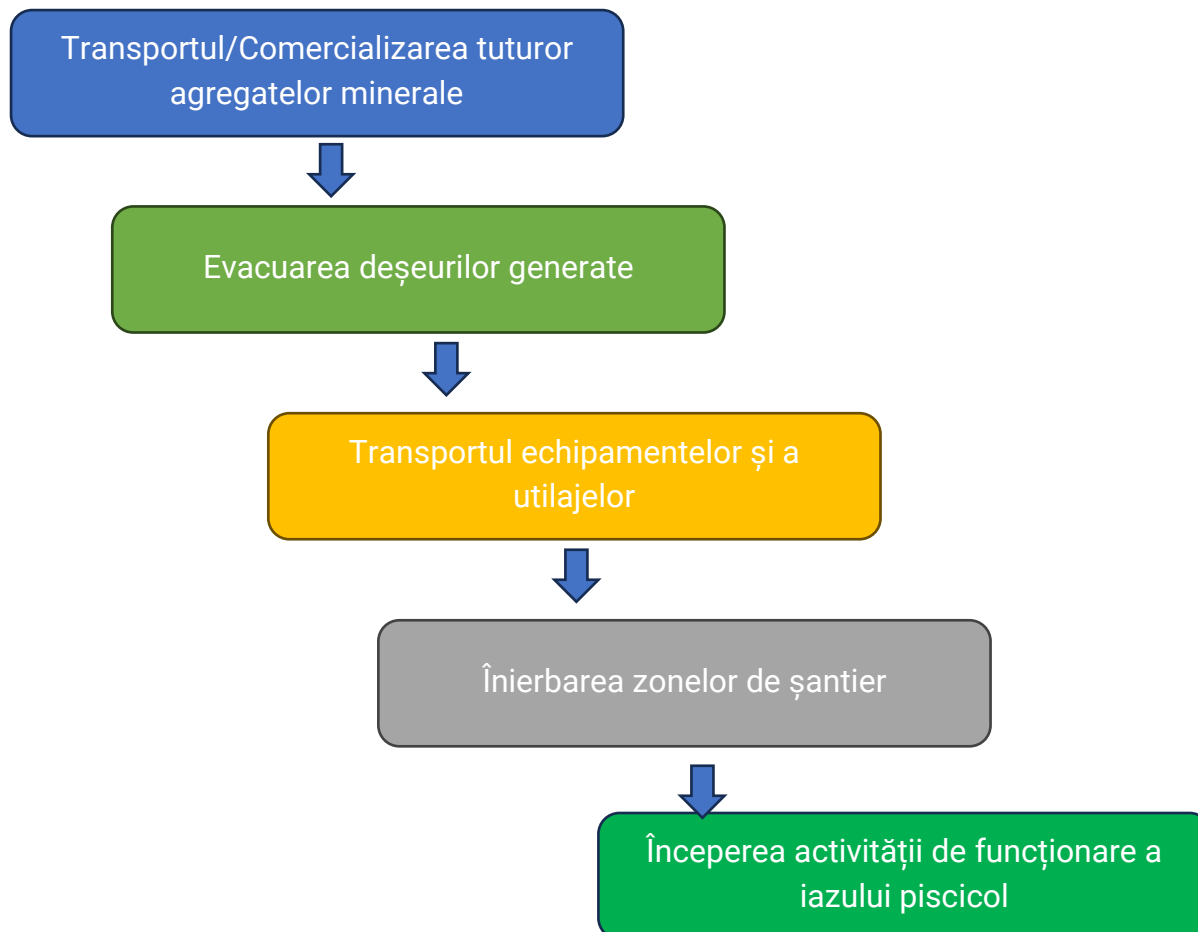 Transportul/Comercializarea tuturor
agregatelor minerale
Evacuarea deșeurilor generate
Transportul echipamentelor și a
utilajelor
Înierbarea zonelor de șantier
Începerea activității de funcționare a
iazului piscicol